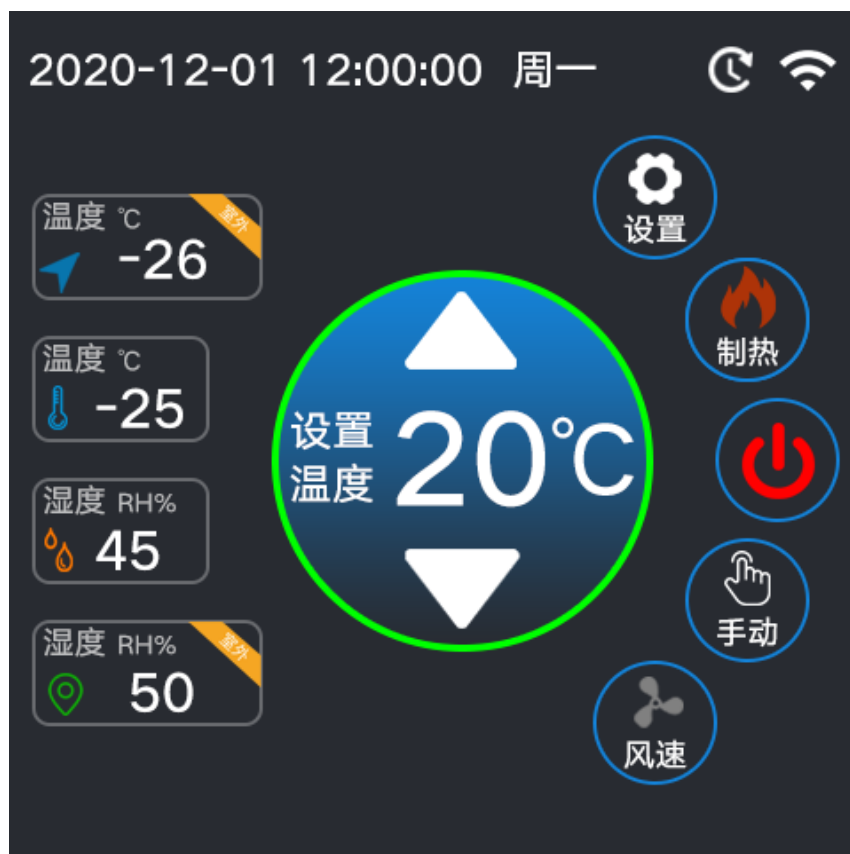 2020-12-01 12:00:00 周一
设置
温度 ℃
室外
-26
制热
温度 ℃
-25
设置
温度
20℃
湿度 RH%
45
手动
湿度 RH%
室外
50
风速